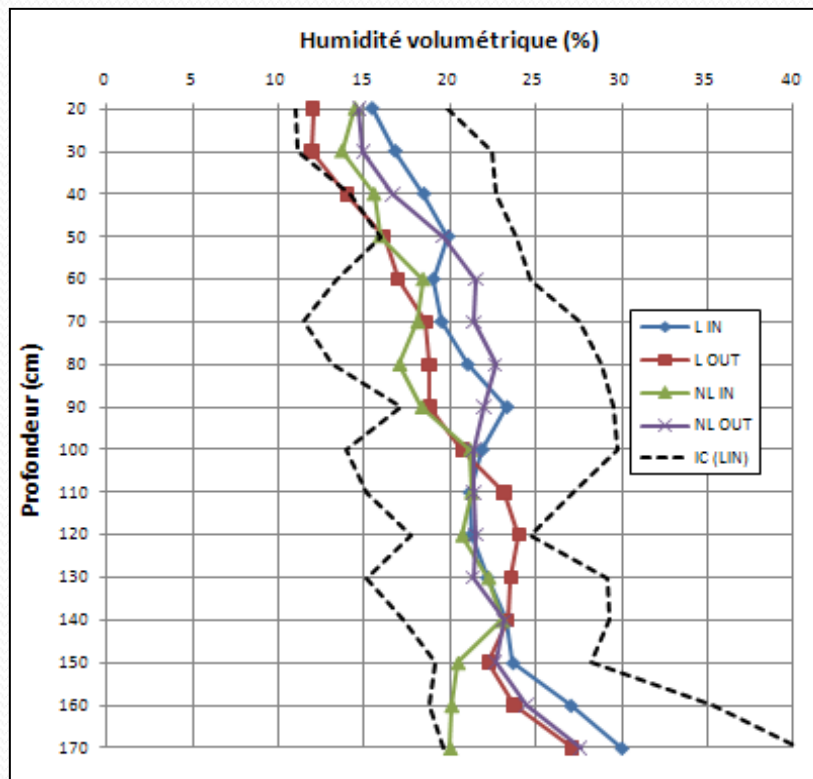 Humidité volumétrique (%)
0 5 10 15 20 25 30 35 40
Profondeur (cm)
20
30
40
50
60
70
80
90
100
110
120
130
140
150
160
170
L IN
L OUT
NL IN
NL OUT
IC (LIN)